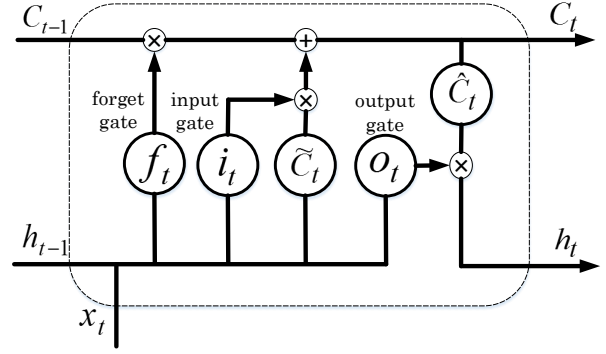 C_{t-1}
C_t
×
+
forget
gate
input
gate
×
output
gate
Ĉ_t
f_t
i_t
C̃_t
o_t
×
h_{t-1}
h_t
x_t